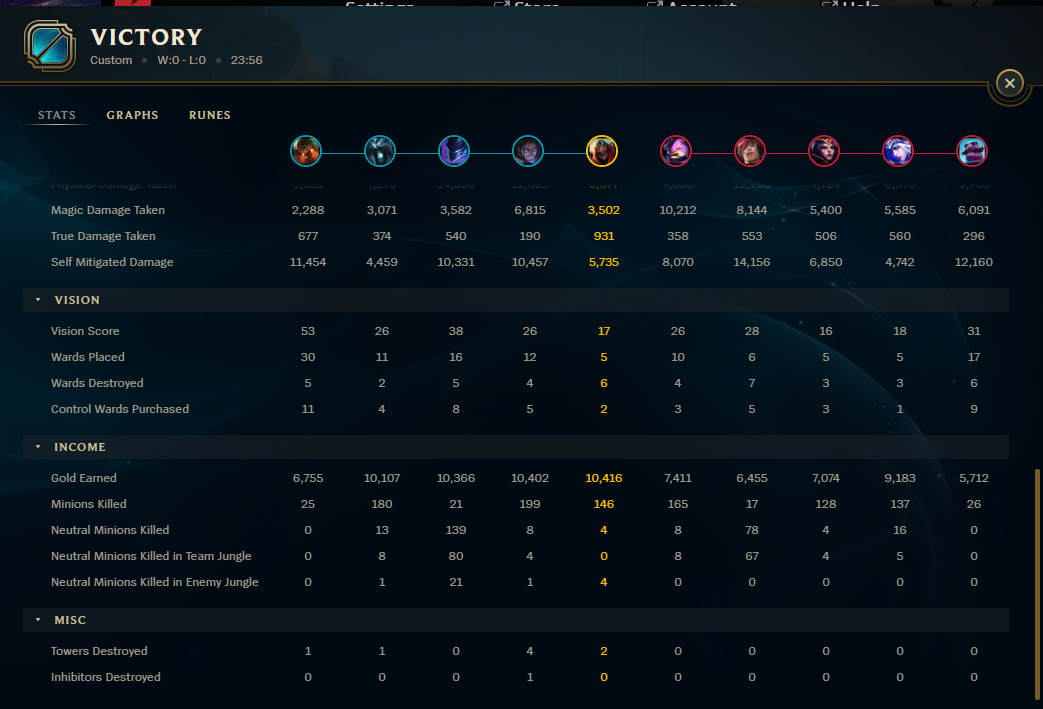 Settings Store Account Help
VICTORY
Custom • W:0 - L:0 • 23:56
STATS GRAPHS RUNES
Physical Damage Taken
Magic Damage Taken 2,288 3,071 3,582 6,815 3,502 10,212 8,144 5,400 5,585 6,091
True Damage Taken 677 374 540 190 931 358 553 506 560 296
Self Mitigated Damage 11,454 4,459 10,331 10,457 5,735 8,070 14,156 6,850 4,742 12,160
VISION
Vision Score 53 26 38 26 17 26 28 16 18 31
Wards Placed 30 11 16 12 5 10 6 5 5 17
Wards Destroyed 5 2 5 4 6 4 7 3 3 6
Control Wards Purchased 11 4 8 5 2 3 5 3 1 9
INCOME
Gold Earned 6,755 10,107 10,366 10,402 10,416 7,411 6,455 7,074 9,183 5,712
Minions Killed 25 180 21 199 146 165 17 128 137 26
Neutral Minions Killed 0 13 139 8 4 8 78 4 16 0
Neutral Minions Killed in Team Jungle 0 8 80 4 0 8 67 4 5 0
Neutral Minions Killed in Enemy Jungle 0 1 21 1 4 0 0 0 0 0
MISC
Towers Destroyed 1 1 0 4 2 0 0 0 0 0
Inhibitors Destroyed 0 0 0 1 0 0 0 0 0 0